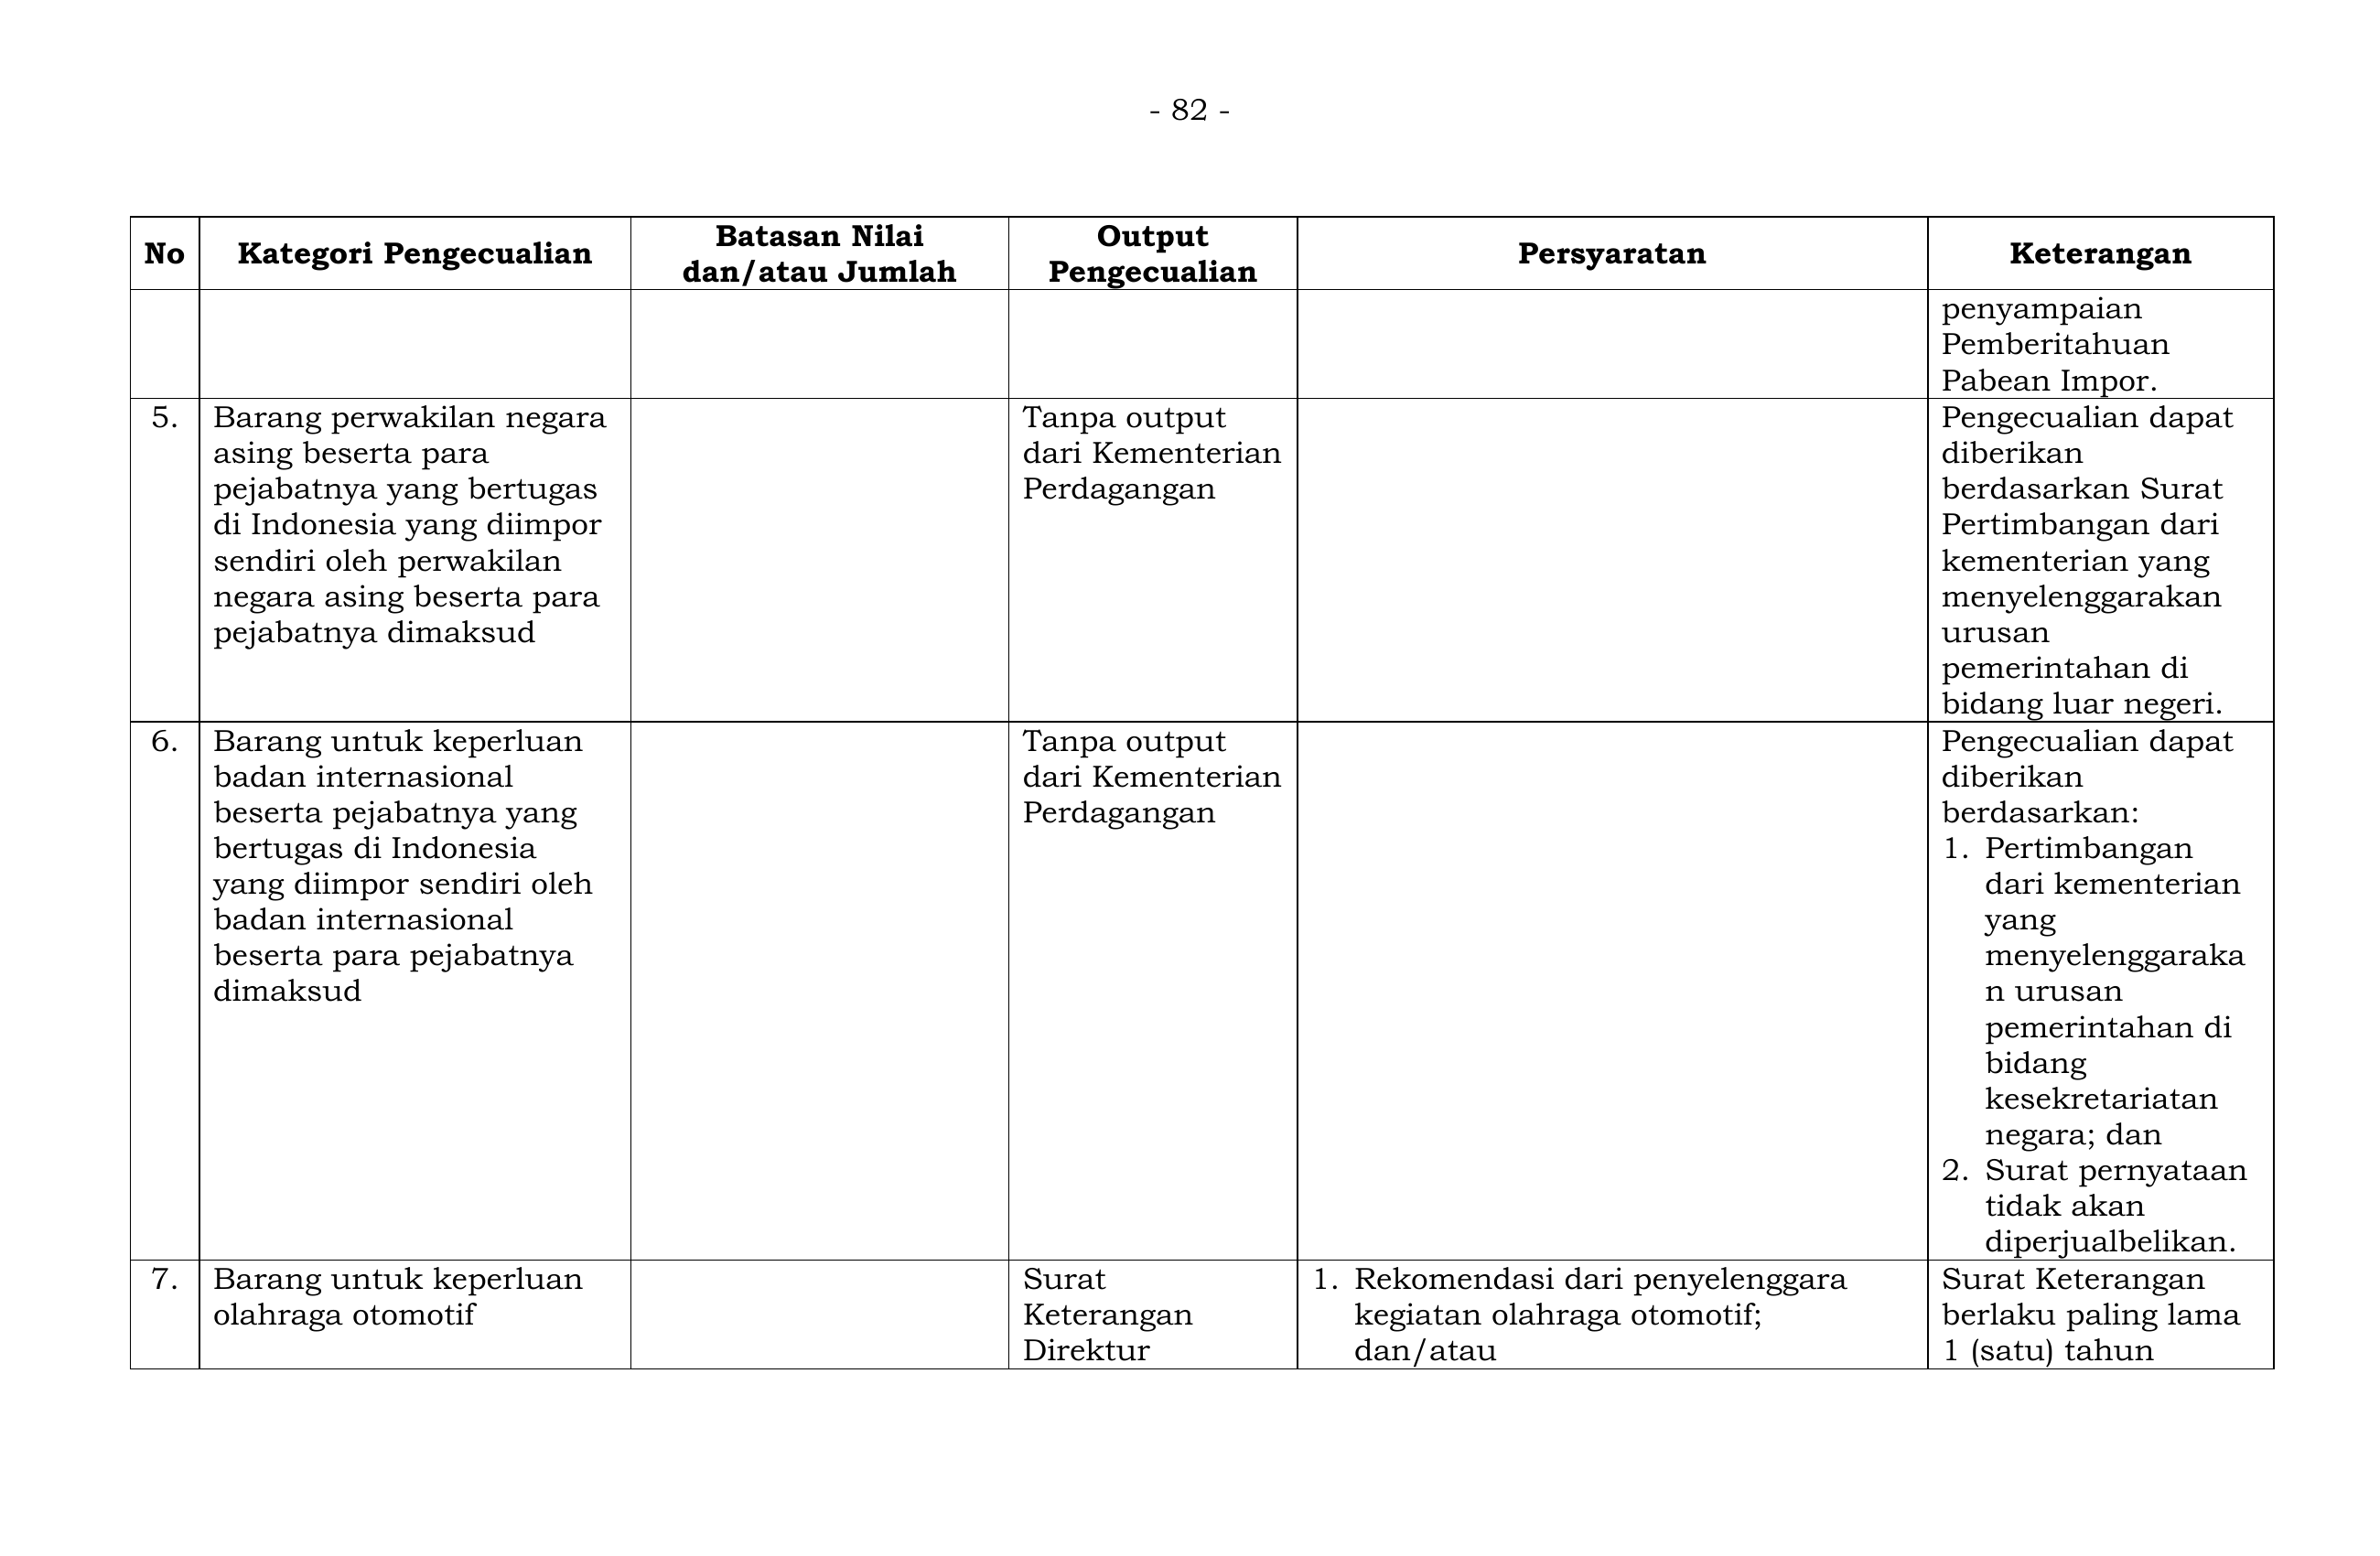 - 82 -
No
Kategori Pengecualian
Batasan Nilai
dan/atau Jumlah
Output
Pengecualian
Persyaratan
Keterangan
penyampaian
Pemberitahuan
Pabean Impor.
5.
Barang perwakilan negara
asing beserta para
pejabatnya yang bertugas
di Indonesia yang diimpor
sendiri oleh perwakilan
negara asing beserta para
pejabatnya dimaksud
Tanpa output
dari Kementerian
Perdagangan
Pengecualian dapat
diberikan
berdasarkan Surat
Pertimbangan dari
kementerian yang
menyelenggarakan
urusan
pemerintahan di
bidang luar negeri.
6.
Barang untuk keperluan
badan internasional
beserta pejabatnya yang
bertugas di Indonesia
yang diimpor sendiri oleh
badan internasional
beserta para pejabatnya
dimaksud
Tanpa output
dari Kementerian
Perdagangan
Pengecualian dapat
diberikan
berdasarkan:
1. Pertimbangan
dari kementerian
yang
menyelenggaraka
n urusan
pemerintahan di
bidang
kesekretariatan
negara; dan
2. Surat pernyataan
tidak akan
diperjualbelikan.
7.
Barang untuk keperluan
olahraga otomotif
Surat
Keterangan
Direktur
1. Rekomendasi dari penyelenggara
kegiatan olahraga otomotif;
dan/atau
Surat Keterangan
berlaku paling lama
1 (satu) tahun